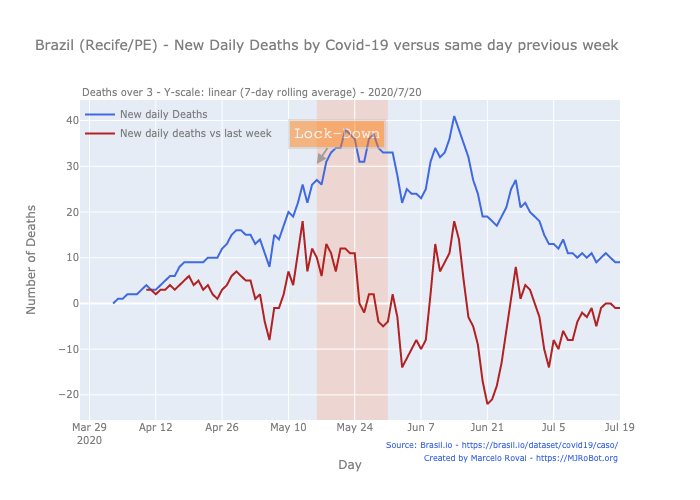 Brazil (Recife/PE) - New Daily Deaths by Covid-19 versus same day previous week
Deaths over 3 - Y-scale: linear (7-day rolling average) - 2020/7/20
New daily Deaths
New daily deaths vs last week
Lock-Down
40
30
20
10
0
−10
−20
Number of Deaths
Mar 29
2020
Apr 12
Apr 26
May 10
May 24
Jun 7
Jun 21
Jul 5
Jul 19
Day
Source: Brasil.io - https://brasil.io/dataset/covid19/caso/
Created by Marcelo Rovai - https://MJRoBot.org